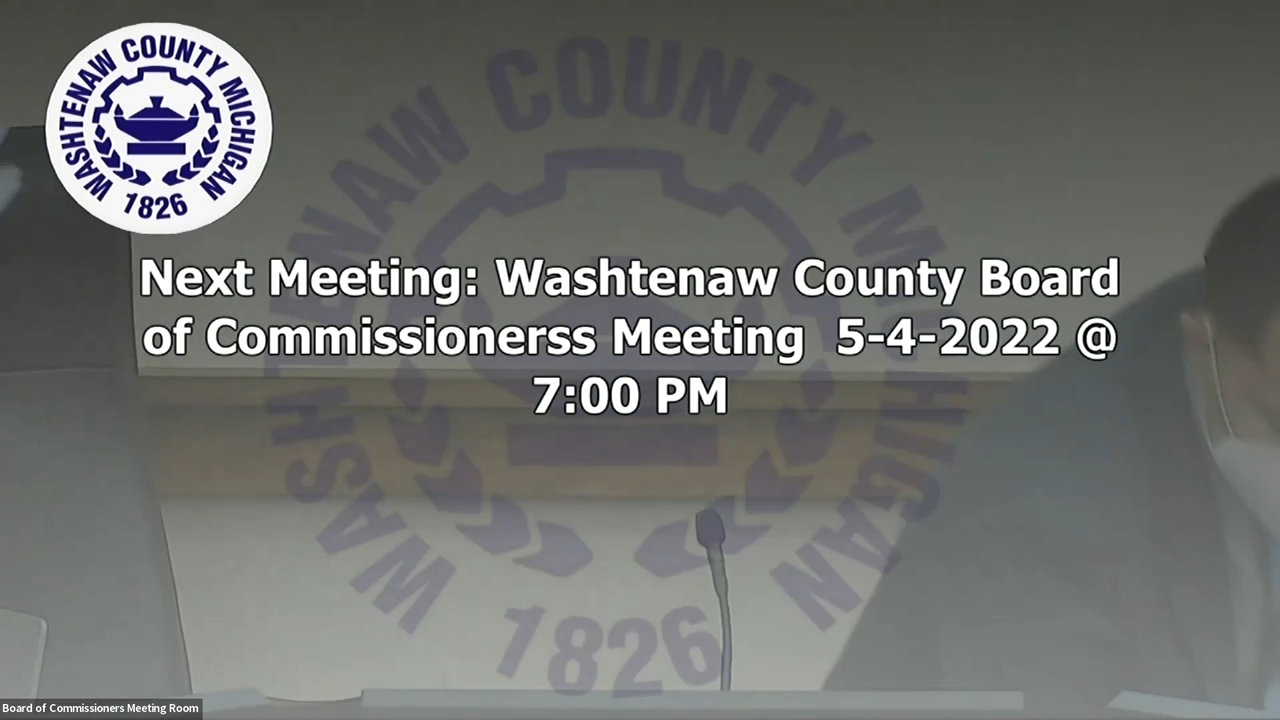 WASHTENAW COUNTY MICHIGAN
1826
WASHTENAW COUNTY MICHIGAN
Next Meeting: Washtenaw County Board
of Commissionerss Meeting 5-4-2022 @
7:00 PM
1826
Board of Commissioners Meeting Room